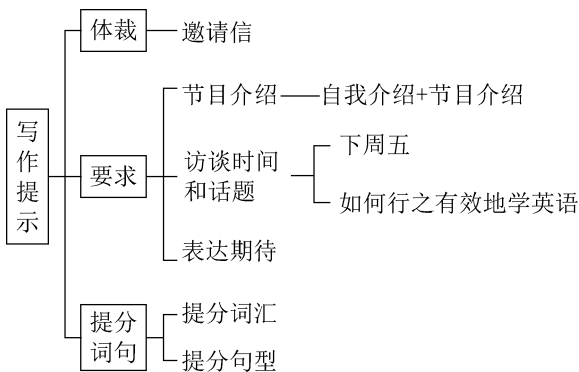 写作提示
体裁
邀请信
要求
节目介绍
自我介绍+节目介绍
访谈时间
和话题
下周五
如何行之有效地学英语
表达期待
提分
词句
提分词汇
提分句型